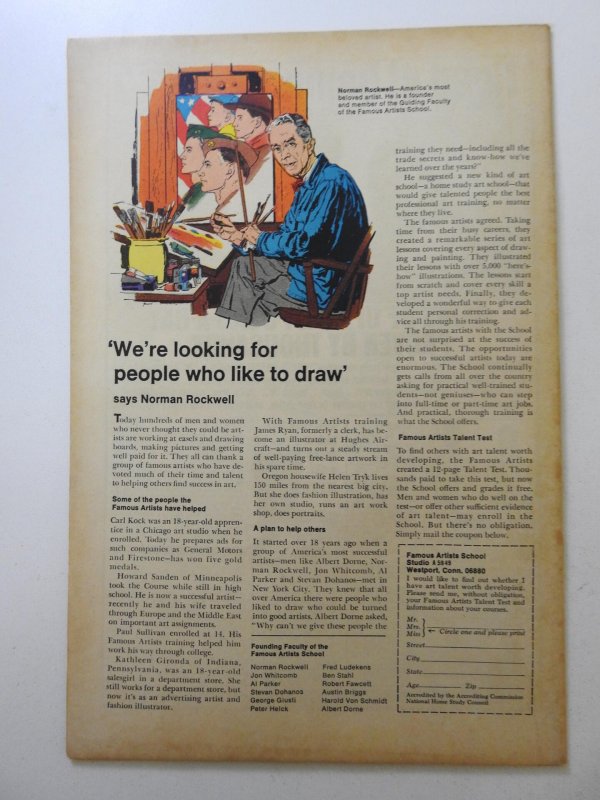 Norman Rockwell—America's most
beloved artist. He is a founder
and member of the Guiding Faculty
of the Famous Artists School.
'We're looking for
people who like to draw'
says Norman Rockwell
Today hundreds of men and women
who never thought they could be art-
ists are working at easels and drawing
boards, making pictures and getting
well paid for it. They all can thank a
group of famous artists who have de-
voted much of their time and talent
to helping others find success in art.
Some of the people the
Famous Artists have helped
Carl Kock was an 18-year-old appren-
tice in a Chicago art studio when he
enrolled. Today he prepares ads for
such companies as General Motors
and Firestone—has won five gold
medals.
Howard Sanden of Minneapolis
took the Course while still in high
school. He is now a successful artist—
recently he and his wife traveled
through Europe and the Middle East
on important art assignments.
Paul Sullivan enrolled at 14. His
Famous Artists training helped him
work his way through college.
Kathleen Gironda of Indiana,
Pennsylvania, was an 18-year-old
salesgirl in a department store. She
still works for a department store, but
now it's as an advertising artist and
fashion illustrator.
With Famous Artists training
James Ryan, formerly a clerk, has be-
come an illustrator at Hughes Air-
craft—and turns out a steady stream
of well-paying free-lance artwork in
his spare time.
Oregon housewife Helen Tryk lives
150 miles from the nearest big city.
But she does fashion illustration, has
her own studio, runs an art work
shop, does portraits.
A plan to help others
It started over 18 years ago when a
group of America's most successful
artists—men like Albert Dorne, Nor-
man Rockwell, Jon Whitcomb, Al
Parker and Stevan Dohanos—met in
New York City. They knew that all
over America there were people who
liked to draw who could be turned
into good artists. Albert Dorne asked,
"Why can't we give these people the
Founding Faculty of the
Famous Artists School
Norman Rockwell
Jon Whitcomb
Al Parker
Stevan Dohanos
George Giusti
Peter Helck
Fred Ludekens
Ben Stahl
Robert Fawcett
Austin Briggs
Harold Von Schmidt
Albert Dorne
training they need—including all the
trade secrets and know-how we've
learned over the years?"
He suggested a new kind of art
school—a home study art school—that
would give talented people the best
professional art training, no matter
where they live.
The famous artists agreed. Taking
time from their busy careers, they
created a remarkable series of art
lessons covering every aspect of draw-
ing and painting. They illustrated
their lessons with over 5,000 "here's-
how" illustrations. The lessons start
from scratch and cover every skill a
top artist needs. Finally, they de-
veloped a wonderful way to give each
student personal correction and ad-
vice all through his training.
The famous artists with the School
are not surprised at the success of
their students. The opportunities
open to successful artists today are
enormous. The School continually
gets calls from all over the country
asking for practical well-trained stu-
dents—not geniuses—who can step
into full-time or part-time art jobs.
And practical, thorough training is
what the School offers.
Famous Artists Talent Test
To find others with art talent worth
developing, the Famous Artists
created a 12-page Talent Test. Thou-
sands paid to take this test, but now
the School offers and grades it free.
Men and women who do well on the
test—or offer other sufficient evidence
of art talent—may enroll in the
School. But there's no obligation.
Simply mail the coupon below.
Famous Artists School
Studio A 5849
Westport, Conn. 06880
I would like to find out whether I
have art talent worth developing.
Please send me, without obligation,
your Famous Artists Talent Test and
information about your courses.
Mr.
Mrs.
Miss ← Circle one and please print
Street
City
State
Age Zip
Accredited by the Accrediting Commission
National Home Study Council